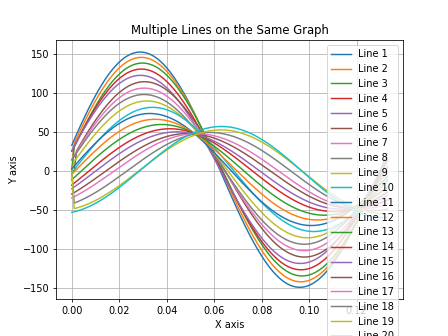 Multiple Lines on the Same Graph
Y axis
150
100
50
0
−50
−100
−150
0.00
0.02
0.04
0.06
0.08
0.10
X axis
Line 1
Line 2
Line 3
Line 4
Line 5
Line 6
Line 7
Line 8
Line 9
Line 10
Line 11
Line 12
Line 13
Line 14
Line 15
Line 16
Line 17
Line 18
Line 19
Line 20